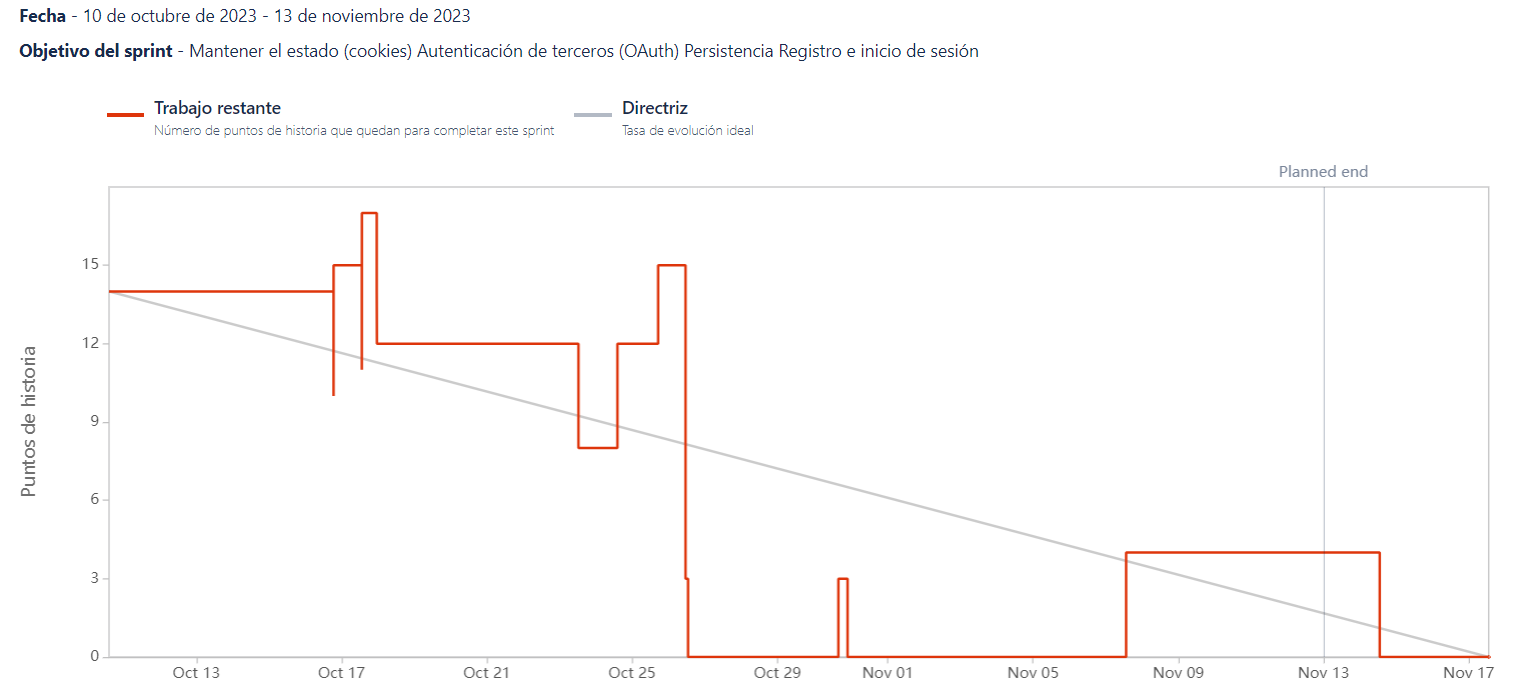 Fecha - 10 de octubre de 2023 - 13 de noviembre de 2023
Objetivo del sprint - Mantener el estado (cookies) Autenticación de terceros (OAuth) Persistencia Registro e inicio de sesión
Trabajo restante
Número de puntos de historia que quedan para completar este sprint
Directriz
Tasa de evolución ideal
Planned end
Puntos de historia
15
12
9
6
3
0
Oct 13 Oct 17 Oct 21 Oct 25 Oct 29 Nov 01 Nov 05 Nov 09 Nov 13 Nov 17